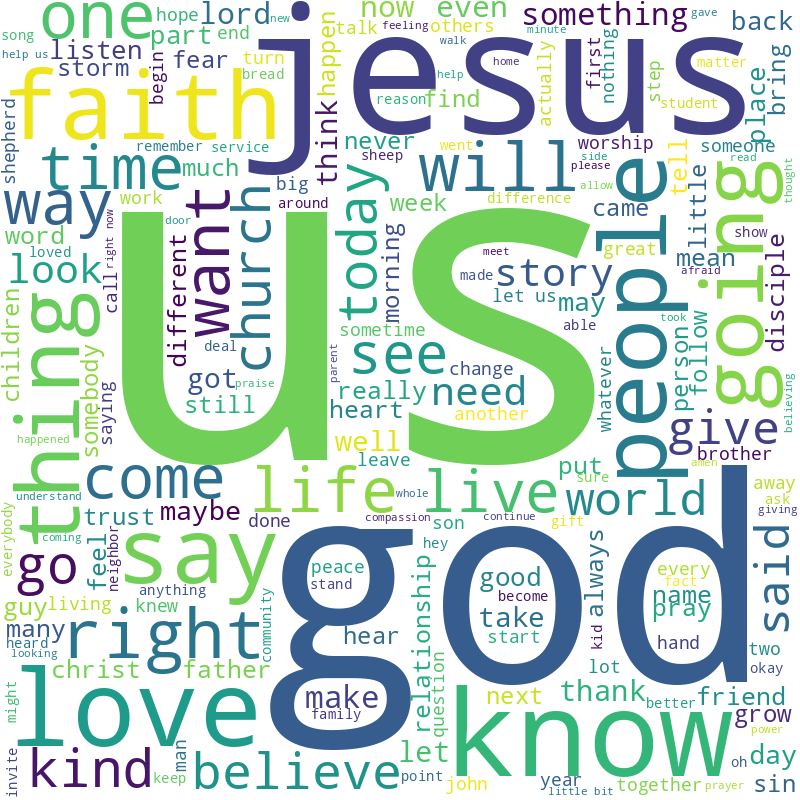 one
hope
lord
now
even
something
back
song
new
gave
help us
listen
part
end
talk
feeling
others
walk
minute
jesus
first
nothing
step
place
bring
storm
fear
turn
bread
begin
happen
reason
find
help
home
actually
matter
student
faith
shepherd
remember
service
think
never
sheep
went
side
please
worship
tell
someone
read
thought
time
much
big
around
today
will
difference
allow
people
little
going
way
work
want
church
morning
week
came
great
mean
show
word
door
loved
call
right now
different
us
meet
made
story
afraid
disciple
look
children
thing
somebody
saying
deal
got
praise
still
sometime
see
let us
may
able
took
person
follow
parent
really
change
need
whatever
believing
happened
heart
another
well
give
brother
come
leave
life
live
put
sure
amen
understand
whole
world
away
ask
giving
everybody
trust
maybe
done
compassion
continue
son
gift
coming
feel
neighbor
say
hey
god
said
go
anything
peace
stand
good
become
take
start
always
every
fact
name
pray
guy
living
knew
many
heard
looking
right
community
hear
relationship
question
kid
hand
lot
two
okay
christ
father
love
make
family
next
thank
better
friend
might
man
let
know
grow
power
invite
kind
keep
believe
point
john
year
little bit
together
oh
prayer
day
sin